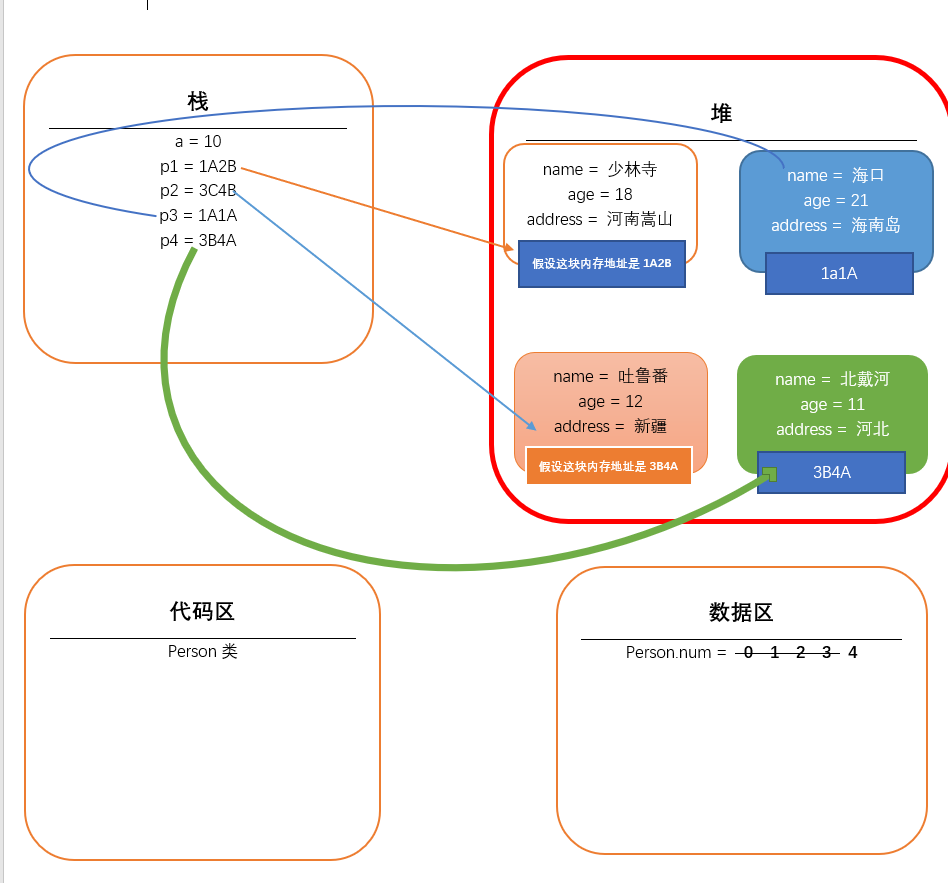 栈
a = 10
p1 = 1A2B
p2 = 3C4B
p3 = 1A1A
p4 = 3B4A
堆
name = 少林寺
age = 18
address = 河南嵩山
假设这块内存地址是 1A2B
name = 海口
age = 21
address = 海南岛
1a1A
name = 吐鲁番
age = 12
address = 新疆
假设这块内存地址是 3B4A
name = 北戴河
age = 11
address = 河北
3B4A
代码区
Person 类
数据区
Person.num = 0 1 2 3 4